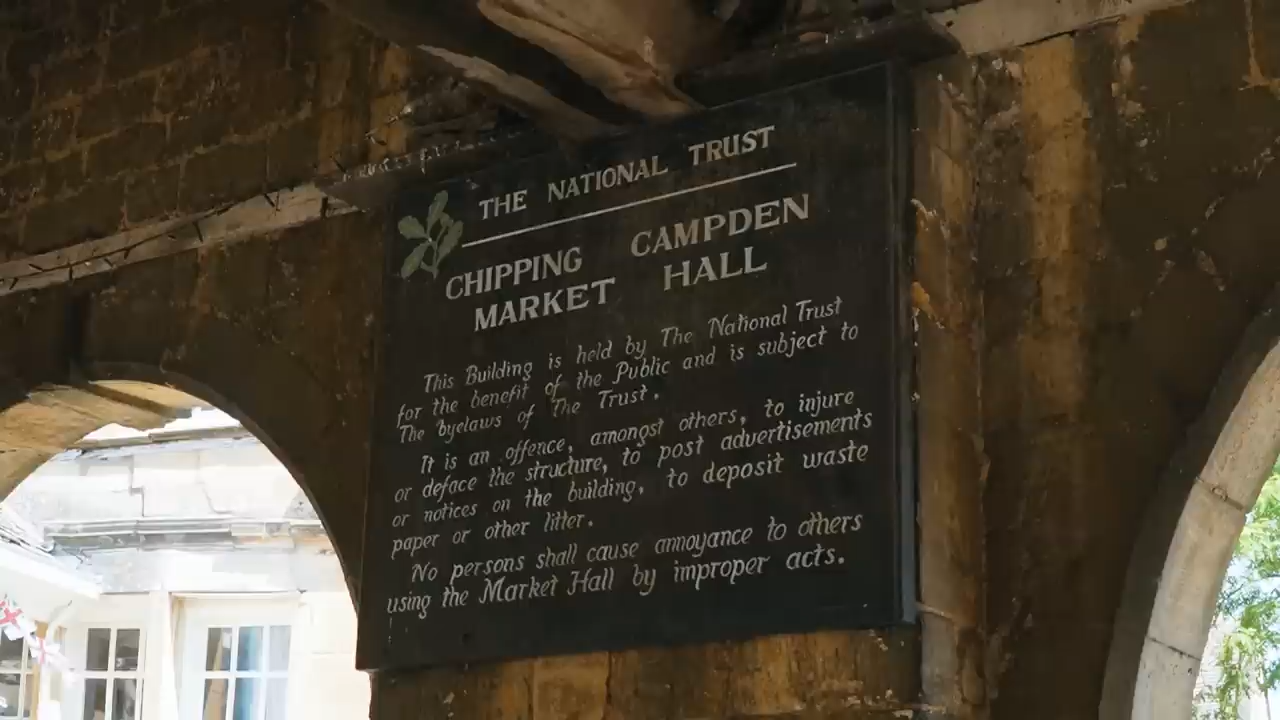 THE NATIONAL TRUST
CHIPPING CAMPDEN
MARKET HALL
This Building is held by The National Trust
for the benefit of the Public and is subject to
The byelaws of The Trust.
It is an offence, amongst others, to injure
or deface the structure, to post advertisements
or notices on the building, to deposit waste
paper or other litter.
No persons shall cause annoyance to others
using the Market Hall by improper acts.